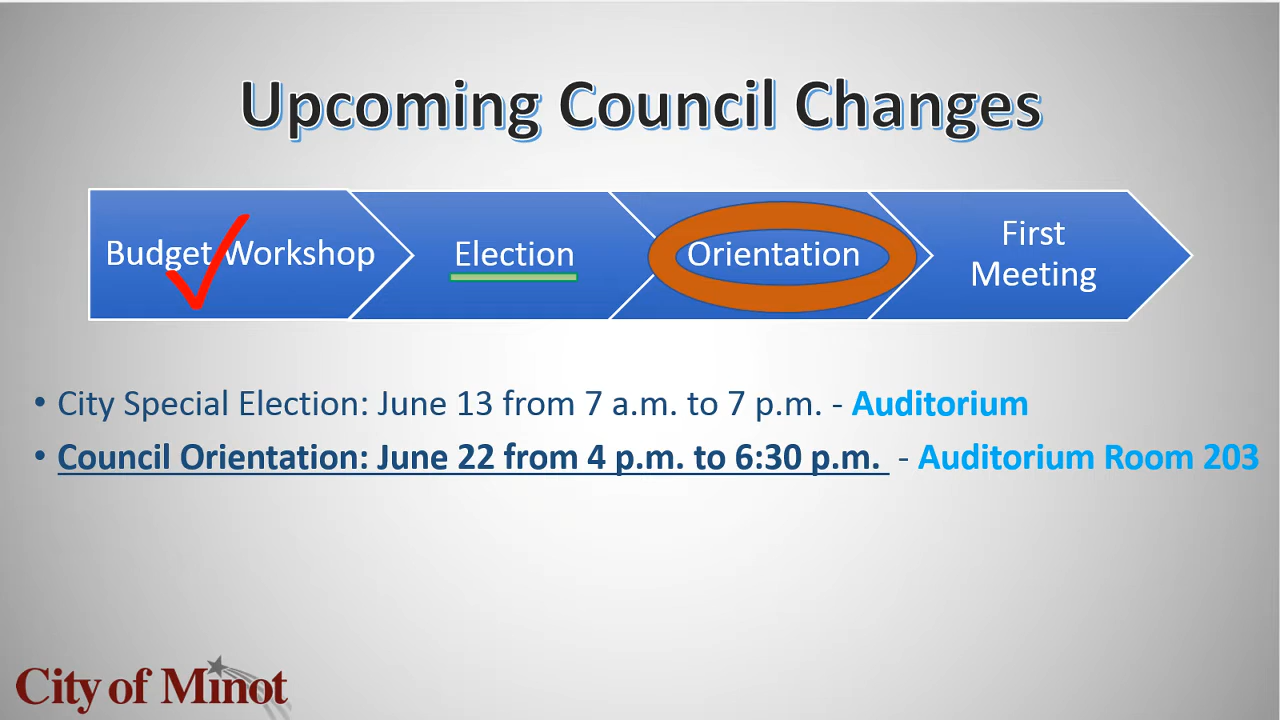 Upcoming Council Changes
Budget Workshop
Election
Orientation
First
Meeting
• City Special Election: June 13 from 7 a.m. to 7 p.m. - Auditorium
• Council Orientation: June 22 from 4 p.m. to 6:30 p.m. - Auditorium Room 203
City of Minot